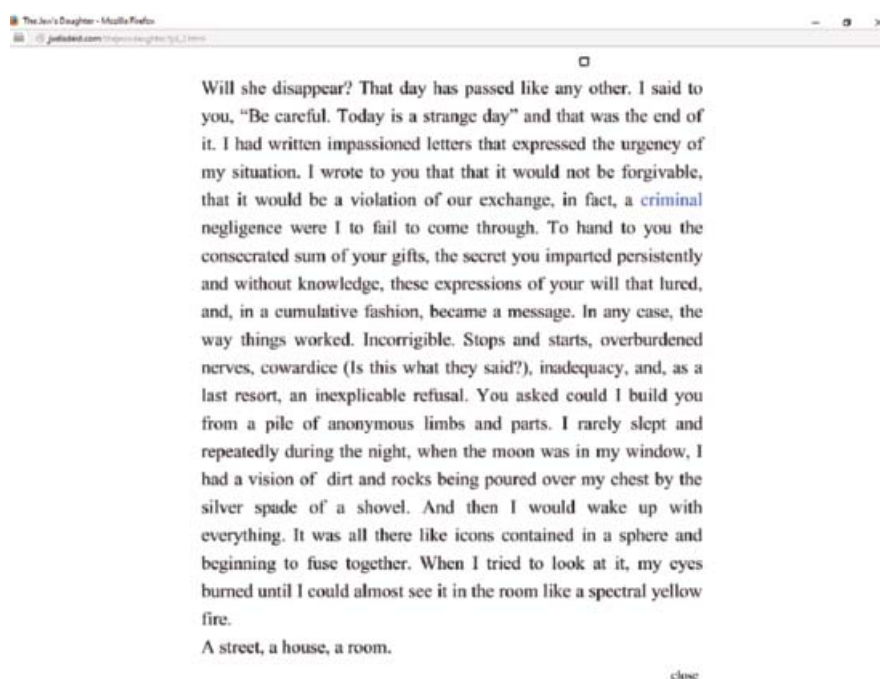 The Jew's Daughter - Mozilla Firefox
Will she disappear? That day has passed like any other. I said to
you, “Be careful. Today is a strange day” and that was the end of
it. I had written impassioned letters that expressed the urgency of
my situation. I wrote to you that that it would not be forgivable,
that it would be a violation of our exchange, in fact, a criminal
negligence were I to fail to come through. To hand to you the
consecrated sum of your gifts, the secret you imparted persistently
and without knowledge, these expressions of your will that lured,
and, in a cumulative fashion, became a message. In any case, the
way things worked. Incorrigible. Stops and starts, overburdened
nerves, cowardice (Is this what they said?), inadequacy, and, as a
last resort, an inexplicable refusal. You asked could I build you
from a pile of anonymous limbs and parts. I rarely slept and
repeatedly during the night, when the moon was in my window, I
had a vision of dirt and rocks being poured over my chest by the
silver spade of a shovel. And then I would wake up with
everything. It was all there like icons contained in a sphere and
beginning to fuse together. When I tried to look at it, my eyes
burned until I could almost see it in the room like a spectral yellow
fire.
A street, a house, a room.
close